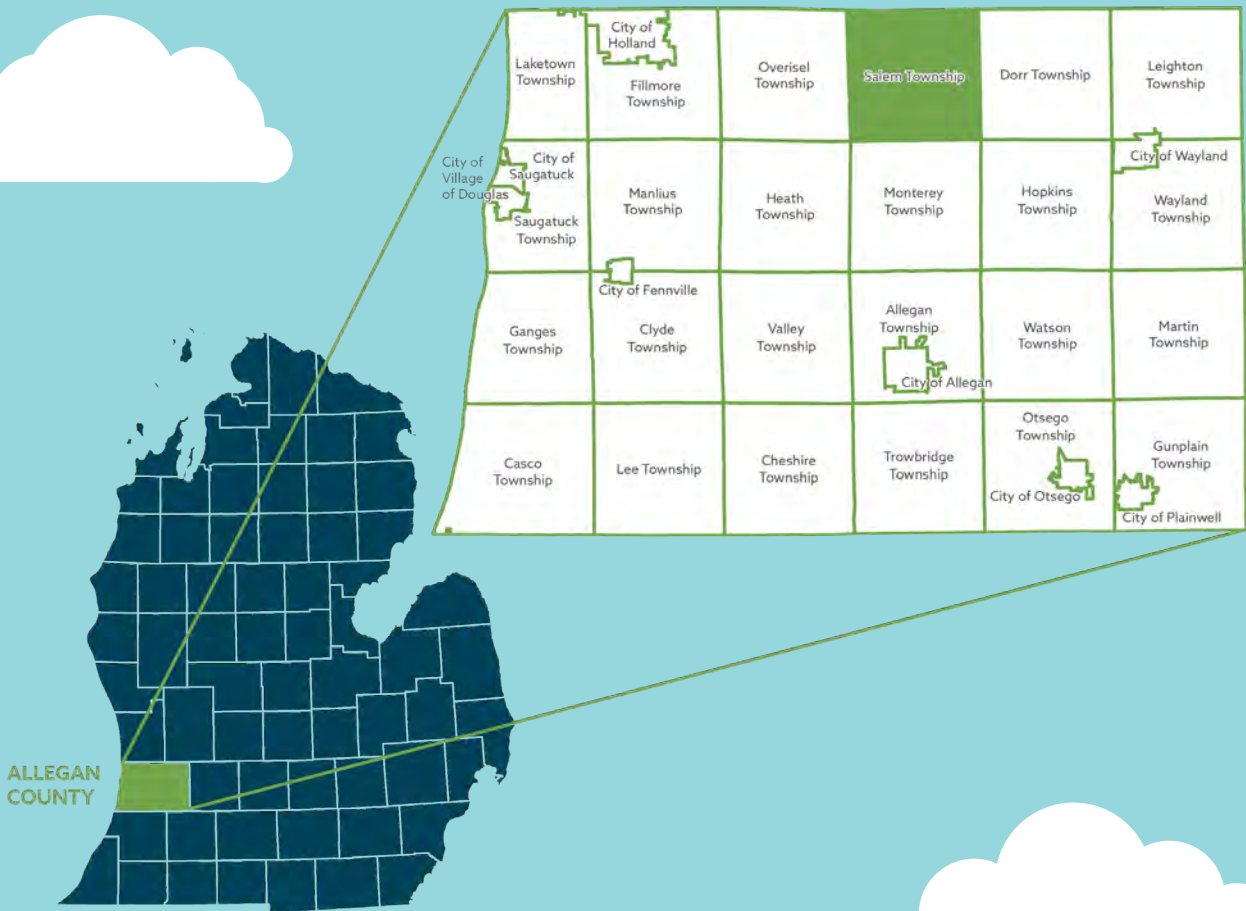 City of
Holland
Laketown
Township
Fillmore
Township
Overisel
Township
Salem Township
Dorr Township
Leighton
Township
City of
Village
of Douglas
City of
Saugatuck
Saugatuck
Township
Manlius
Township
Heath
Township
Monterey
Township
Hopkins
Township
City of Wayland
Wayland
Township
City of Fennville
Ganges
Township
Clyde
Township
Valley
Township
Allegan
Township
City of Allegan
Watson
Township
Martin
Township
Casco
Township
Lee Township
Cheshire
Township
Trowbridge
Township
Otsego
Township
City of Otsego
Gunplain
Township
City of Plainwell
ALLEGAN
COUNTY